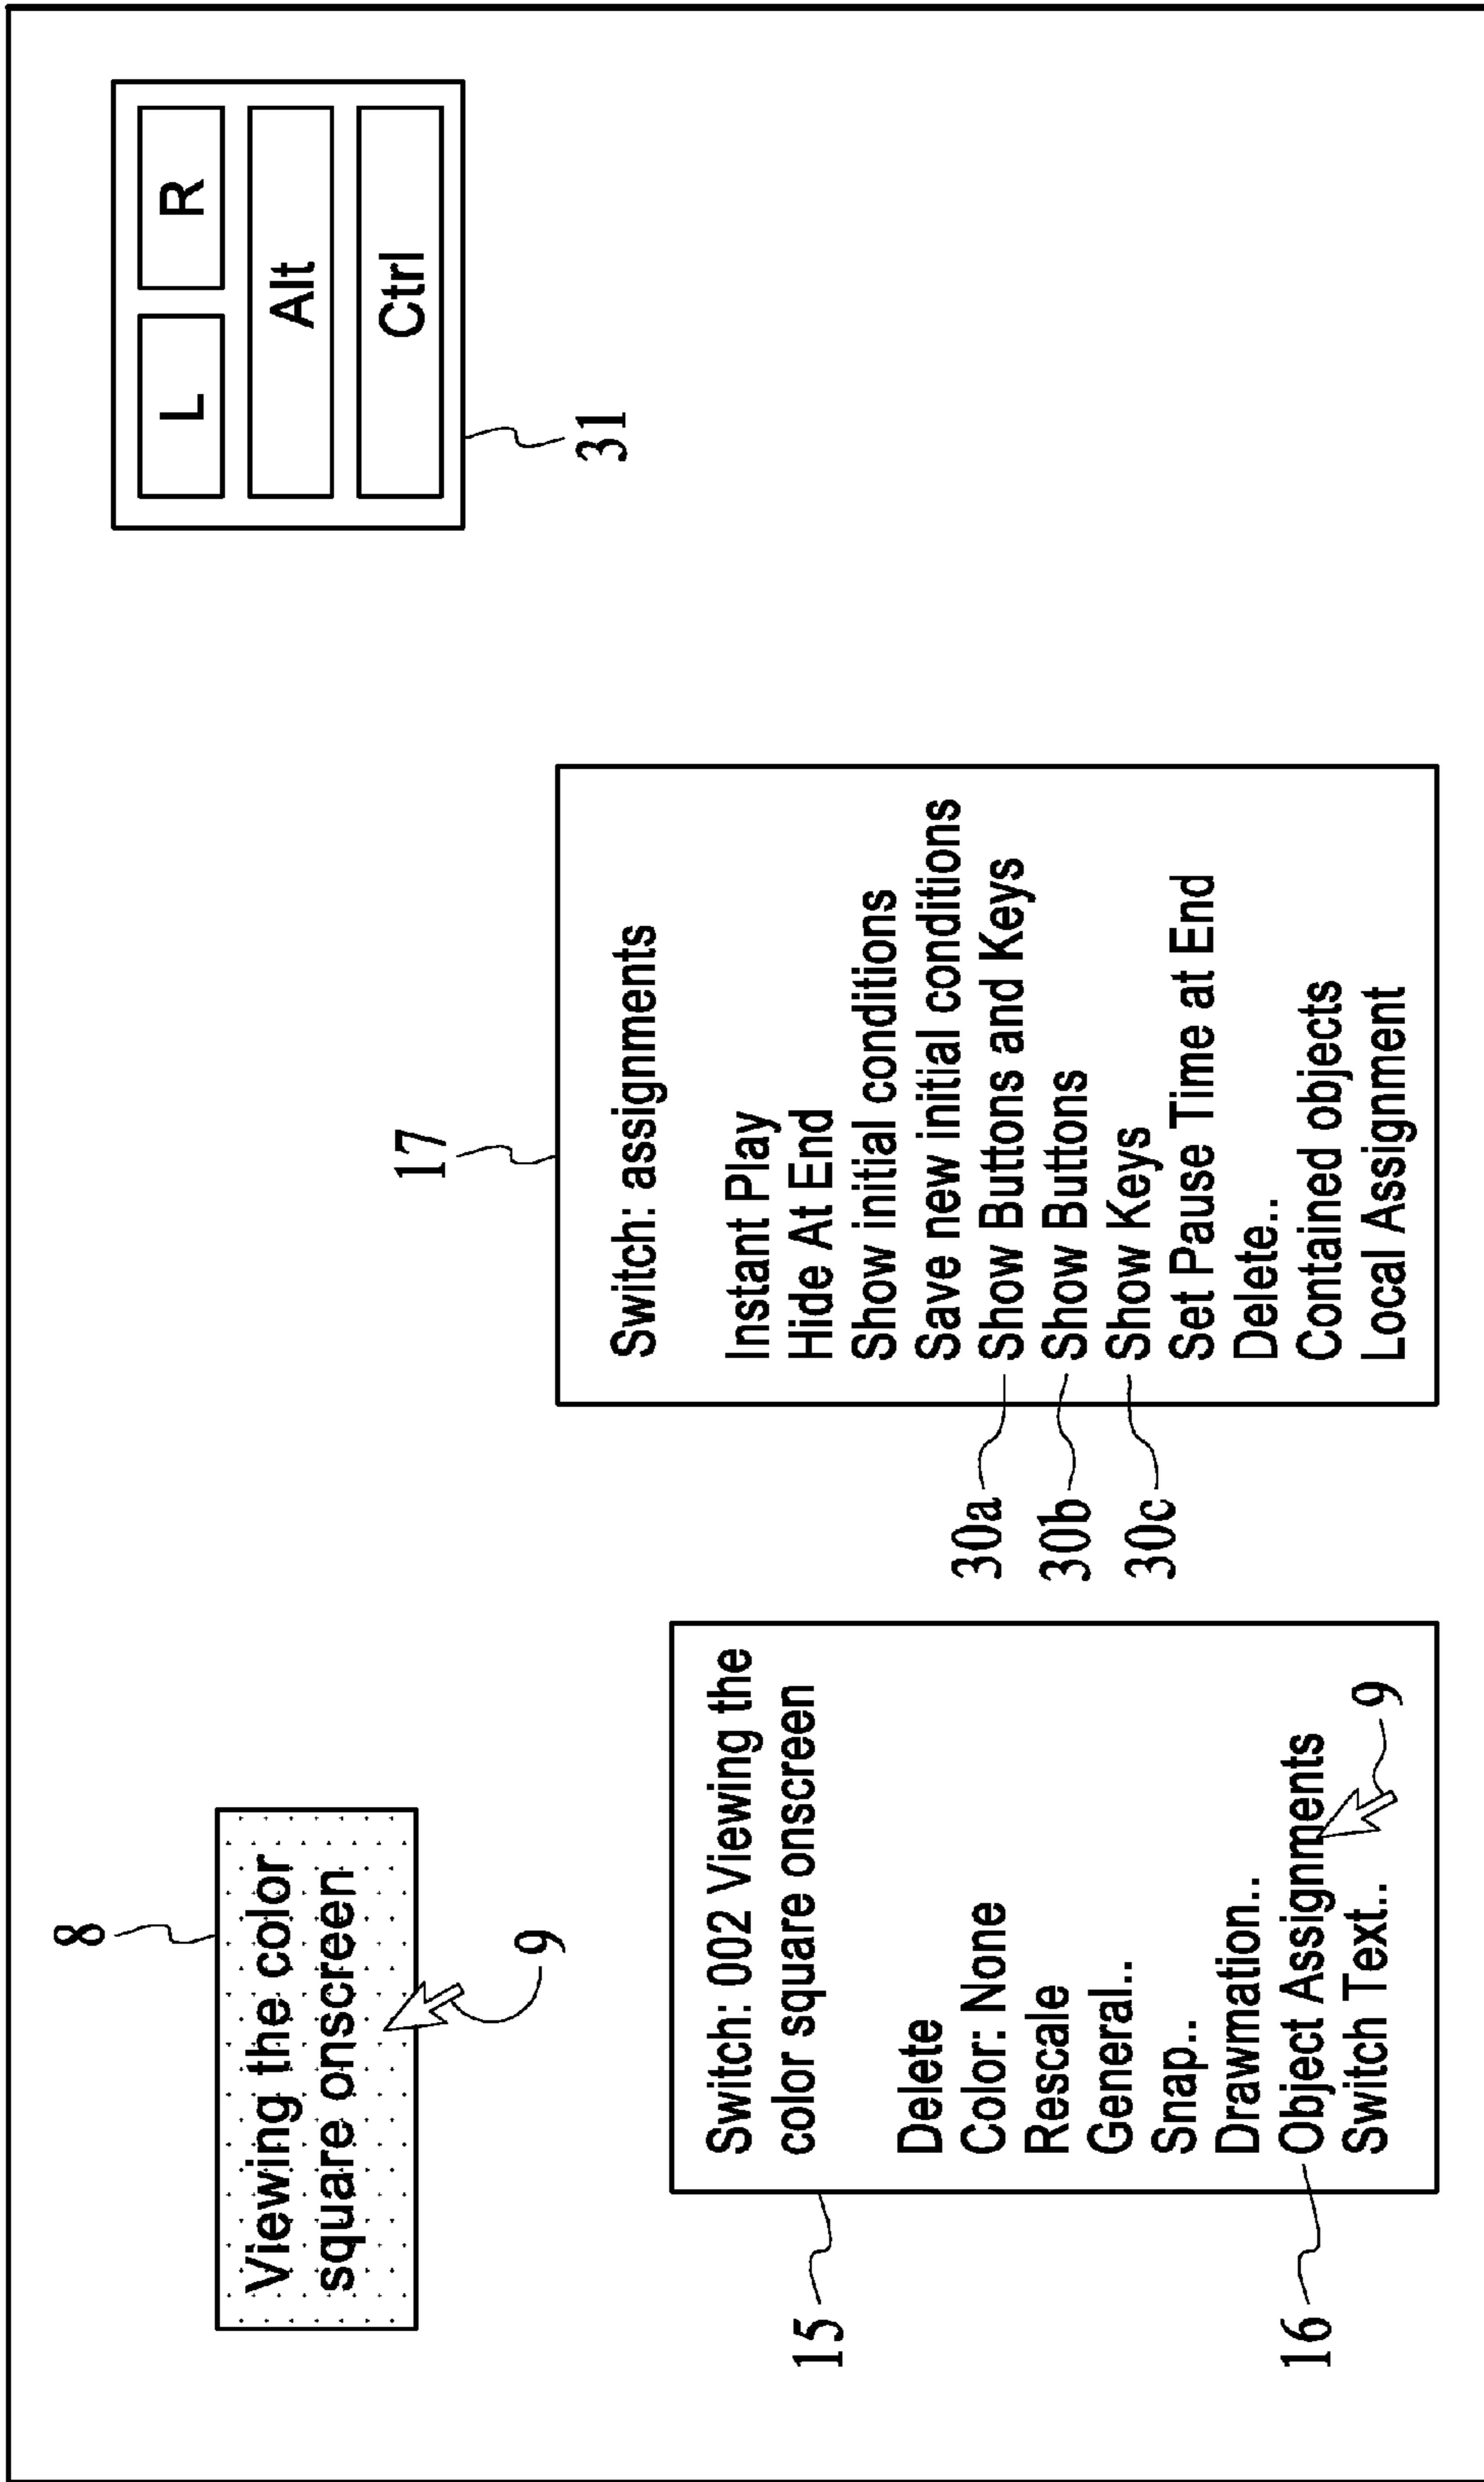 8
Viewing the color
square onscreen
9
15
Switch: 002 Viewing the
color square onscreen
Delete
Color: None
Rescale
General..
Snap..
Drawmation..
Object Assignments
Switch Text..
16
9
17
Switch: assignments
Instant Play
Hide At End
Show initial conditions
Save new initial conditions
Show Buttons and Keys
Show Buttons
Show Keys
Set Pause Time at End
Delete..
Contained objects
Local Assignment
30a
30b
30c
L
R
Alt
Ctrl
31